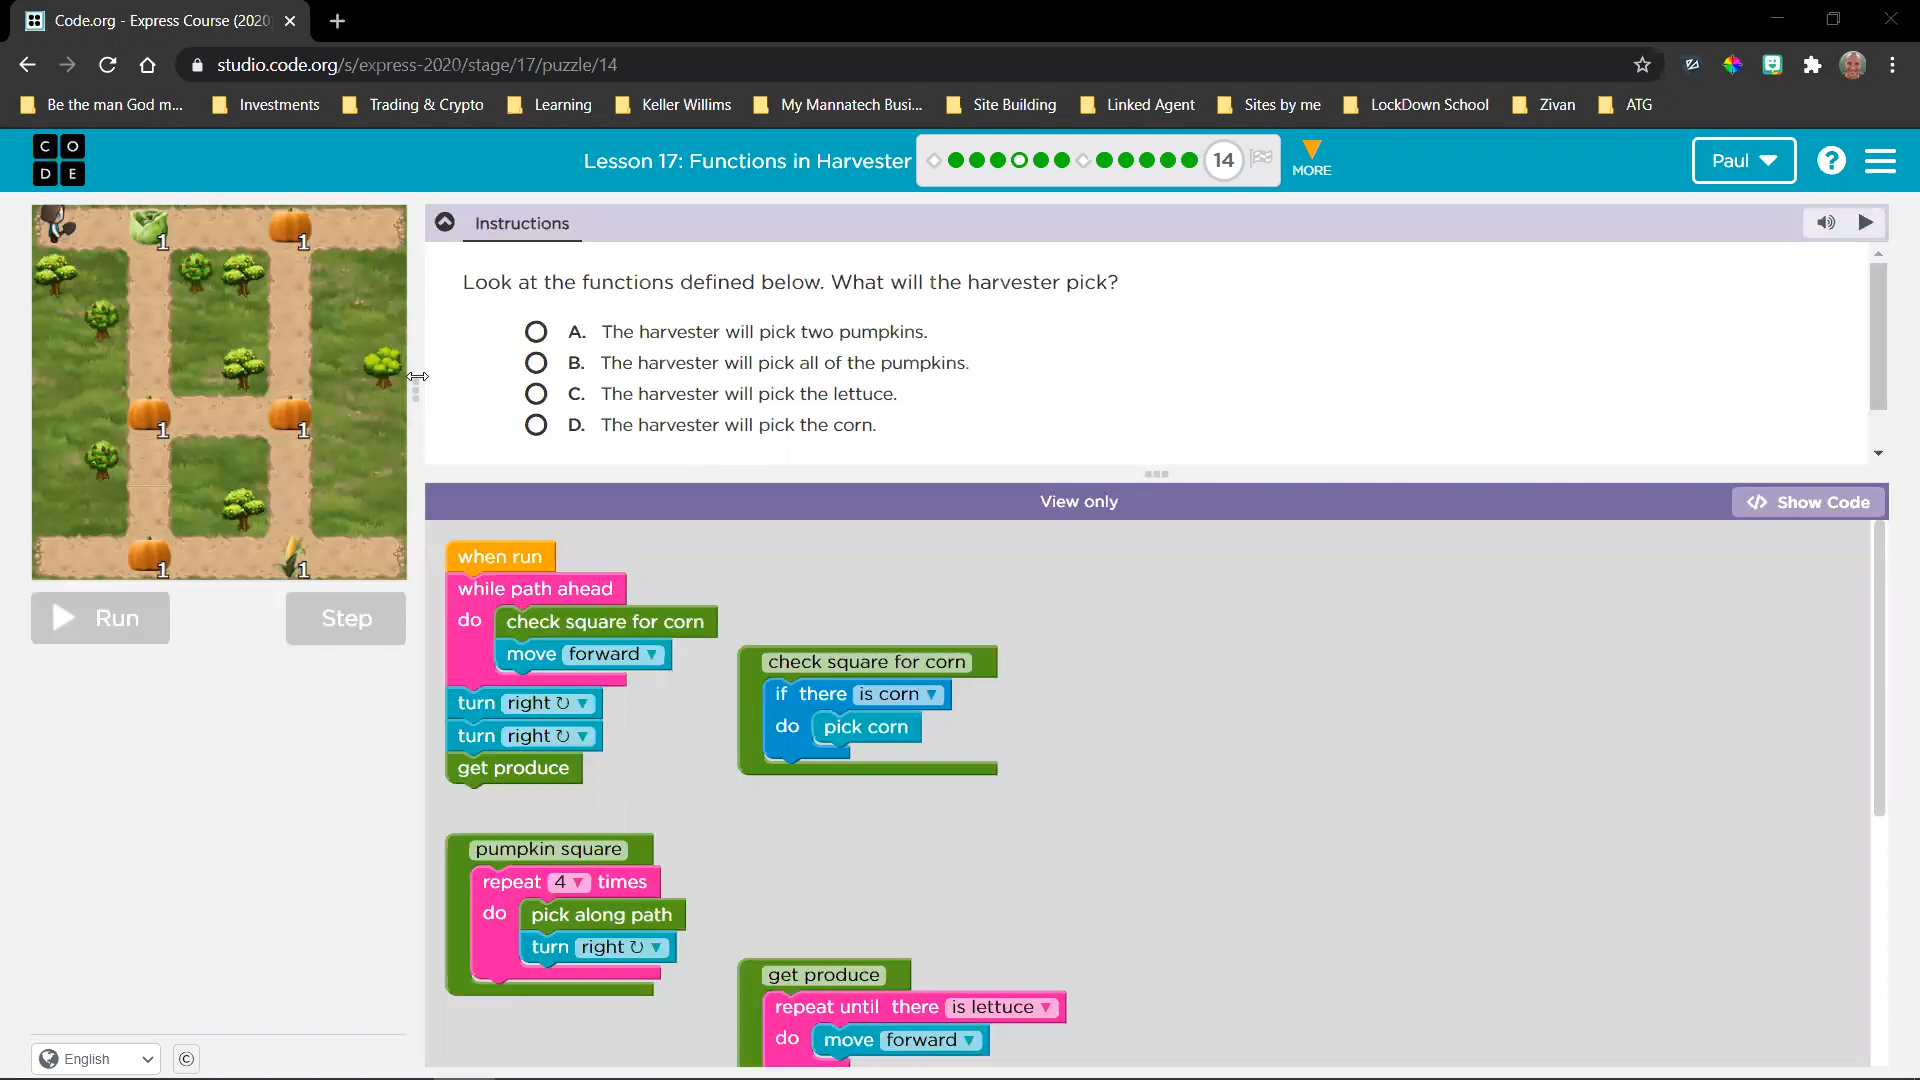 Code.org - Express Course (2020)
studio.code.org/s/express-2020/stage/17/puzzle/14
Be the man God m...
Investments
Trading & Crypto
Learning
Keller Willims
My Mannatech Busi...
Site Building
Linked Agent
Sites by me
LockDown School
Zivan
ATG
C O
D E
Lesson 17: Functions in Harvester
14
MORE
Paul
?
1
1
1
1
1
1
Run
Step
Instructions
Look at the functions defined below. What will the harvester pick?
A. The harvester will pick two pumpkins.
B. The harvester will pick all of the pumpkins.
C. The harvester will pick the lettuce.
D. The harvester will pick the corn.
View only
Show Code
when run
while path ahead
do check square for corn
move forward
turn right
turn right
get produce
check square for corn
if there is corn
do pick corn
pumpkin square
repeat 4 times
do pick along path
turn right
get produce
repeat until there is lettuce
do move forward
English
©